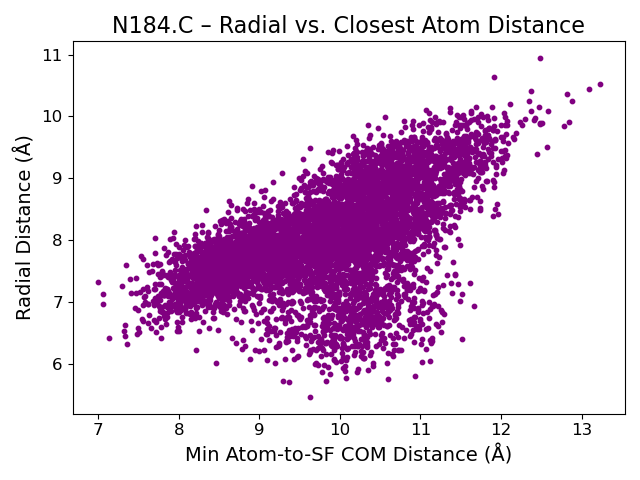 N184.C – Radial vs. Closest Atom Distance
11
10
9
8
7
6
Radial Distance (Å)
7 8 9 10 11 12 13
Min Atom-to-SF COM Distance (Å)